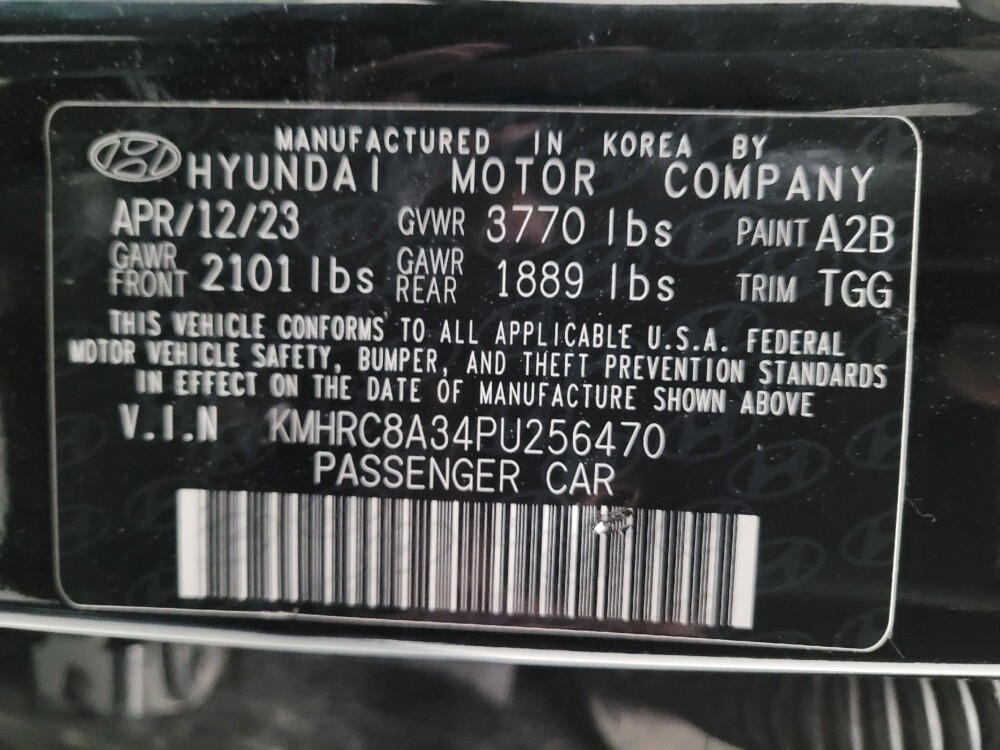 MANUFACTURED IN KOREA BY
HYUNDAI MOTOR COMPANY
APR/12/23 GVWR 3770 lbs PAINT A2B
GAWR FRONT 2101 lbs GAWR REAR 1889 lbs TRIM TGG
THIS VEHICLE CONFORMS TO ALL APPLICABLE U.S.A. FEDERAL
MOTOR VEHICLE SAFETY, BUMPER, AND THEFT PREVENTION STANDARDS
IN EFFECT ON THE DATE OF MANUFACTURE SHOWN ABOVE
V.I.N KMHRC8A34PU256470
PASSENGER CAR